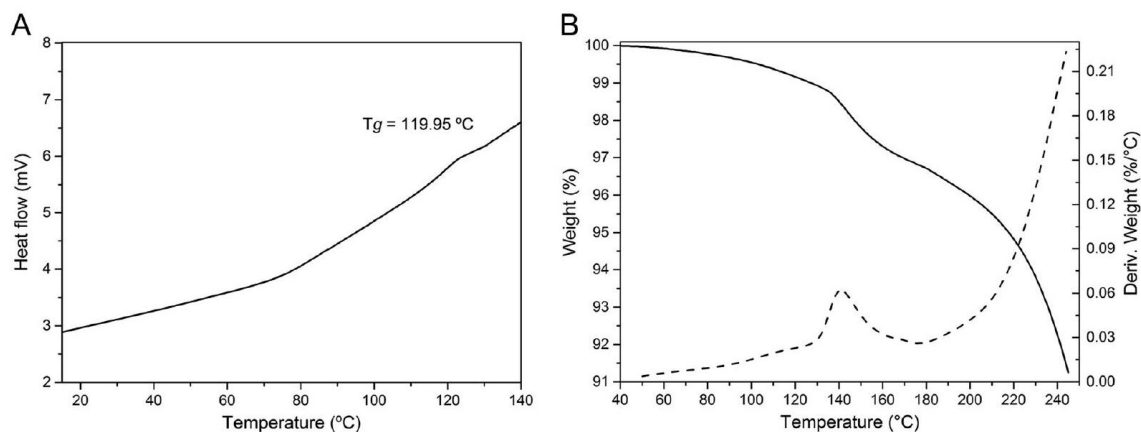 A
8
7
6
5
4
3
2
Heat flow (mV)
Tg = 119.95 ºC
20 40 60 80 100 120 140
Temperature (ºC)
B
100
99
98
97
96
95
94
93
92
91
Weight (%)
0.21
0.18
0.15
0.12
0.09
0.06
0.03
0.00
Deriv. Weight (%/°C)
40 60 80 100 120 140 160 180 200 220 240
Temperature (°C)